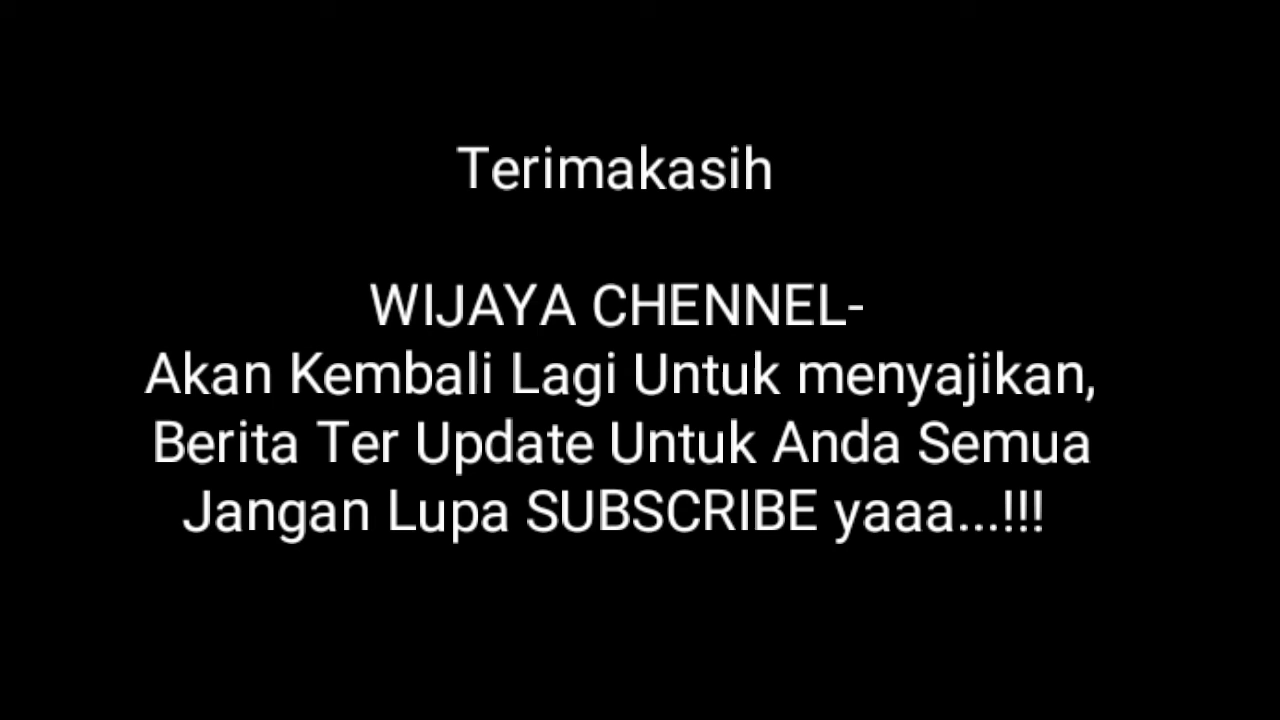 Terimakasih
WIJAYA CHENNEL-
Akan Kembali Lagi Untuk menyajikan,
Berita Ter Update Untuk Anda Semua
Jangan Lupa SUBSCRIBE yaaa...!!!